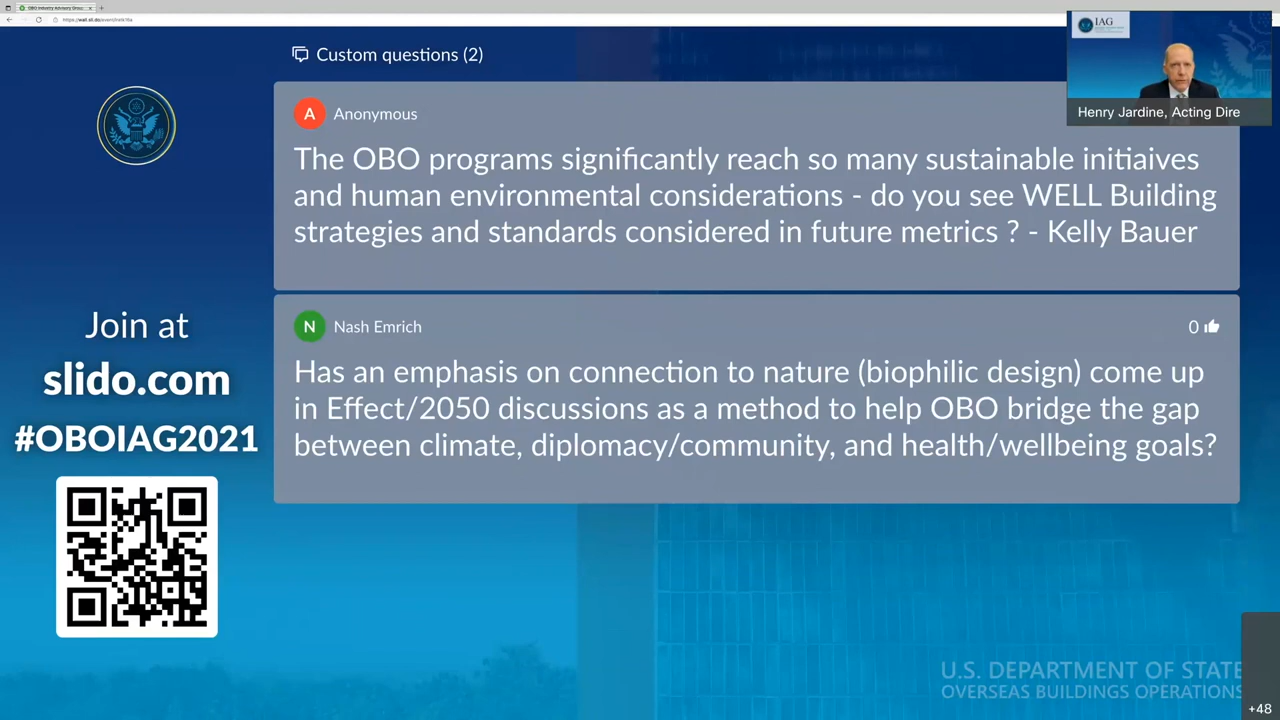 OBO Industry Advisory Group
Custom questions (2)
IAG
Henry Jardine, Acting Dire
A Anonymous
The OBO programs significantly reach so many sustainable initiaives
and human environmental considerations - do you see WELL Building
strategies and standards considered in future metrics ? - Kelly Bauer
N Nash Emrich
0
Has an emphasis on connection to nature (biophilic design) come up
in Effect/2050 discussions as a method to help OBO bridge the gap
between climate, diplomacy/community, and health/wellbeing goals?
Join at
slido.com
#OBOIAG2021
U.S. DEPARTMENT OF STATE
OVERSEAS BUILDINGS OPERATIONS
+48